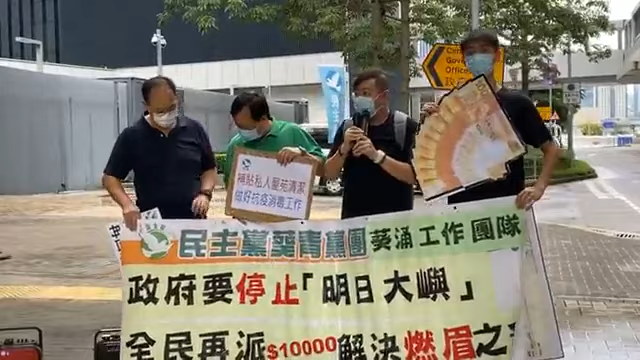 補貼私人屋苑清潔
做好抗疫消毒工作
民主黨葵青黨團 葵涌工作團隊
政府要停止「明日大嶼」
全民再派$10000解決燃眉之